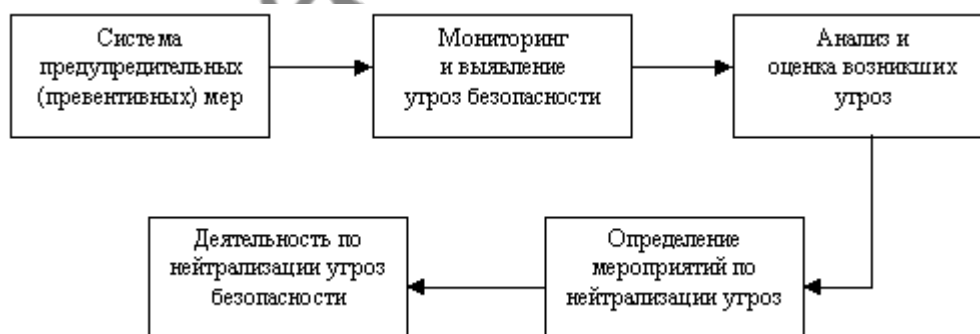 Система
предупредительных
(превентивных) мер
Мониторинг
и выявление
угроз безопасности
Анализ и
оценка возникших
угроз
Определение
мероприятий по
нейтрализации угроз
Деятельность по
нейтрализации угроз
безопасности